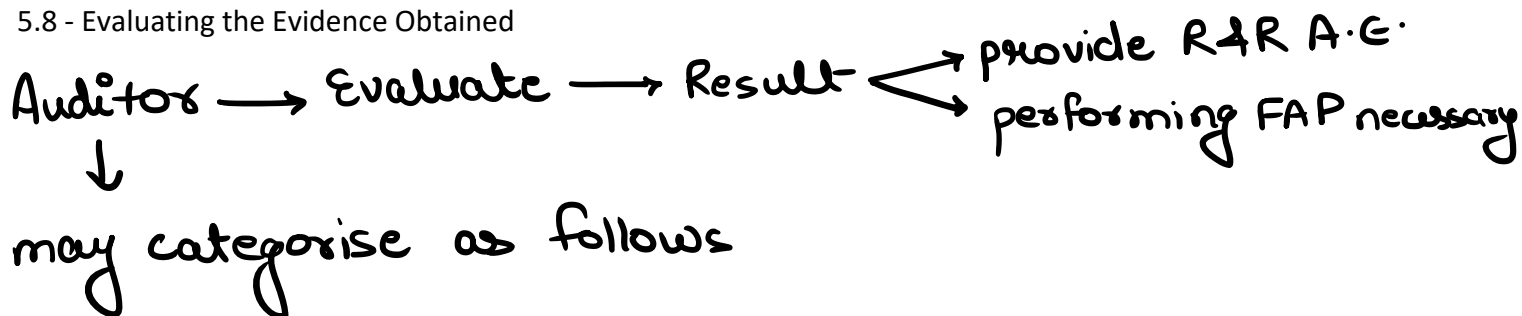 5.8 - Evaluating the Evidence Obtained
Auditor → Evaluate → Result → provide R&R A.E.
→ performing FAP necessary
↓
may categorise as follows